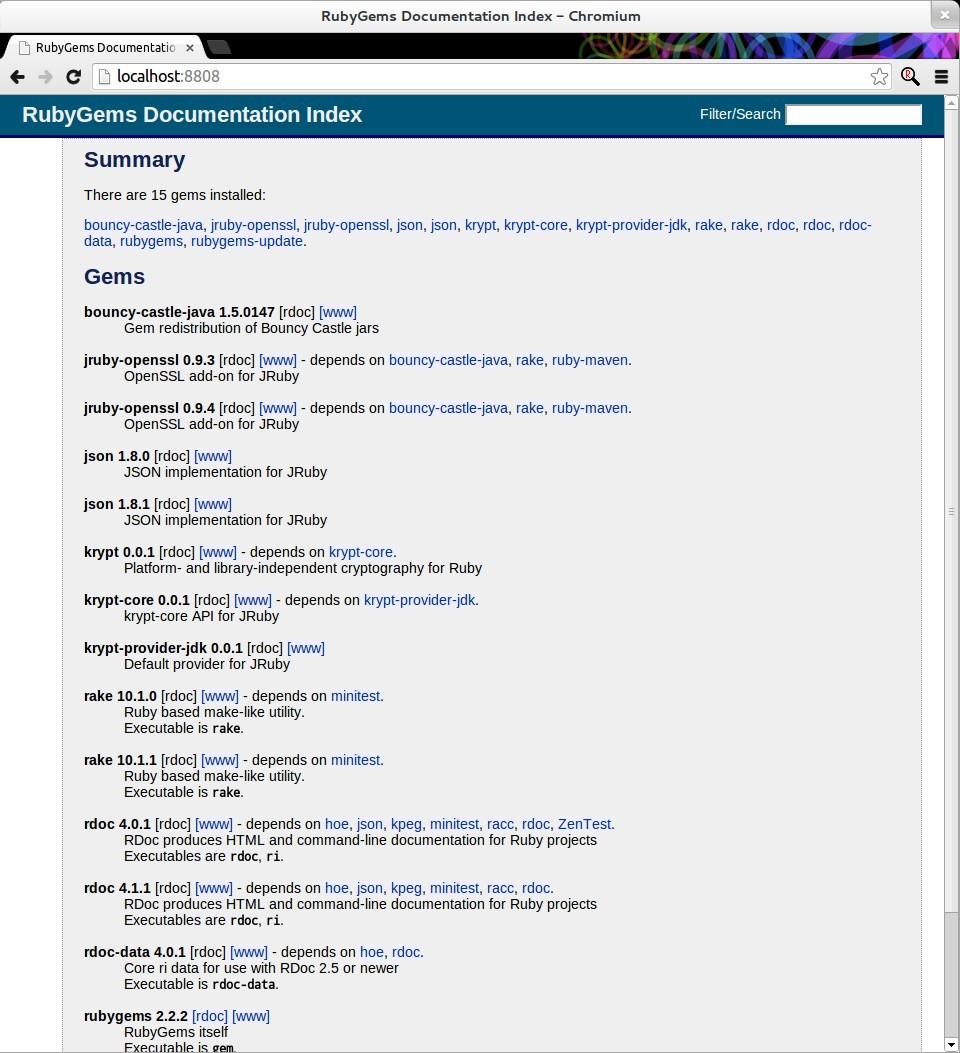 RubyGems Documentation Index - Chromium
RubyGems Documentatio
localhost:8808
RubyGems Documentation Index
Filter/Search
Summary
There are 15 gems installed:
bouncy-castle-java, jruby-openssl, jruby-openssl, json, json, krypt, krypt-core, krypt-provider-jdk, rake, rake, rdoc, rdoc, rdoc-
data, rubygems, rubygems-update.
Gems
bouncy-castle-java 1.5.0147 [rdoc] [www]
Gem redistribution of Bouncy Castle jars
jruby-openssl 0.9.3 [rdoc] [www] - depends on bouncy-castle-java, rake, ruby-maven.
OpenSSL add-on for JRuby
jruby-openssl 0.9.4 [rdoc] [www] - depends on bouncy-castle-java, rake, ruby-maven.
OpenSSL add-on for JRuby
json 1.8.0 [rdoc] [www]
JSON implementation for JRuby
json 1.8.1 [rdoc] [www]
JSON implementation for JRuby
krypt 0.0.1 [rdoc] [www] - depends on krypt-core.
Platform- and library-independent cryptography for Ruby
krypt-core 0.0.1 [rdoc] [www] - depends on krypt-provider-jdk.
krypt-core API for JRuby
krypt-provider-jdk 0.0.1 [rdoc] [www]
Default provider for JRuby
rake 10.1.0 [rdoc] [www] - depends on minitest.
Ruby based make-like utility.
Executable is rake.
rake 10.1.1 [rdoc] [www] - depends on minitest.
Ruby based make-like utility.
Executable is rake.
rdoc 4.0.1 [rdoc] [www] - depends on hoe, json, kpeg, minitest, racc, rdoc, ZenTest.
RDoc produces HTML and command-line documentation for Ruby projects
Executables are rdoc, ri.
rdoc 4.1.1 [rdoc] [www] - depends on hoe, json, kpeg, minitest, racc, rdoc.
RDoc produces HTML and command-line documentation for Ruby projects
Executables are rdoc, ri.
rdoc-data 4.0.1 [rdoc] [www] - depends on hoe, rdoc.
Core ri data for use with RDoc 2.5 or newer
Executable is rdoc-data.
rubygems 2.2.2 [rdoc] [www]
RubyGems itself
Executable is gem.